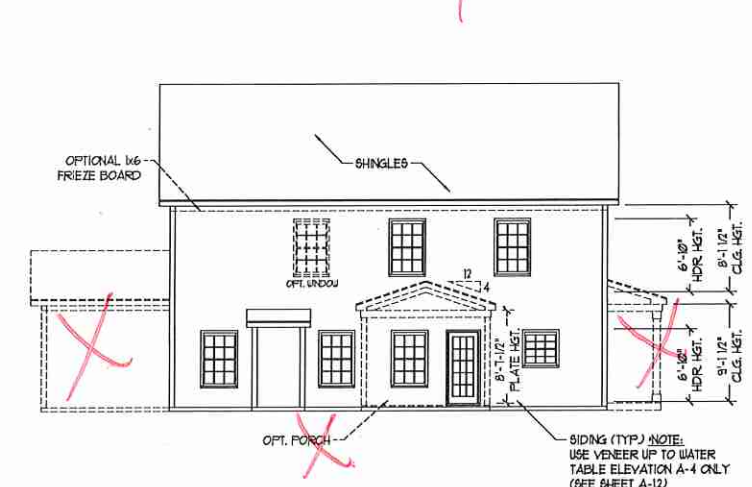 OPTIONAL 1x6
FRIEZE BOARD
SHINGLES
OPT. WINDOW
12
4
6'-10"
HDR. HGT.
8'-1 1/2"
CLG. HGT.
8'-7-1/2"
PLATE HGT.
6'-10"
HDR. HGT.
9'-1 1/2"
CLG. HGT.
OPT. PORCH
SIDING (TYP.) NOTE:
USE VENEER UP TO WATER
TABLE ELEVATION A-4 ONLY
(SEE SHEET A-12)